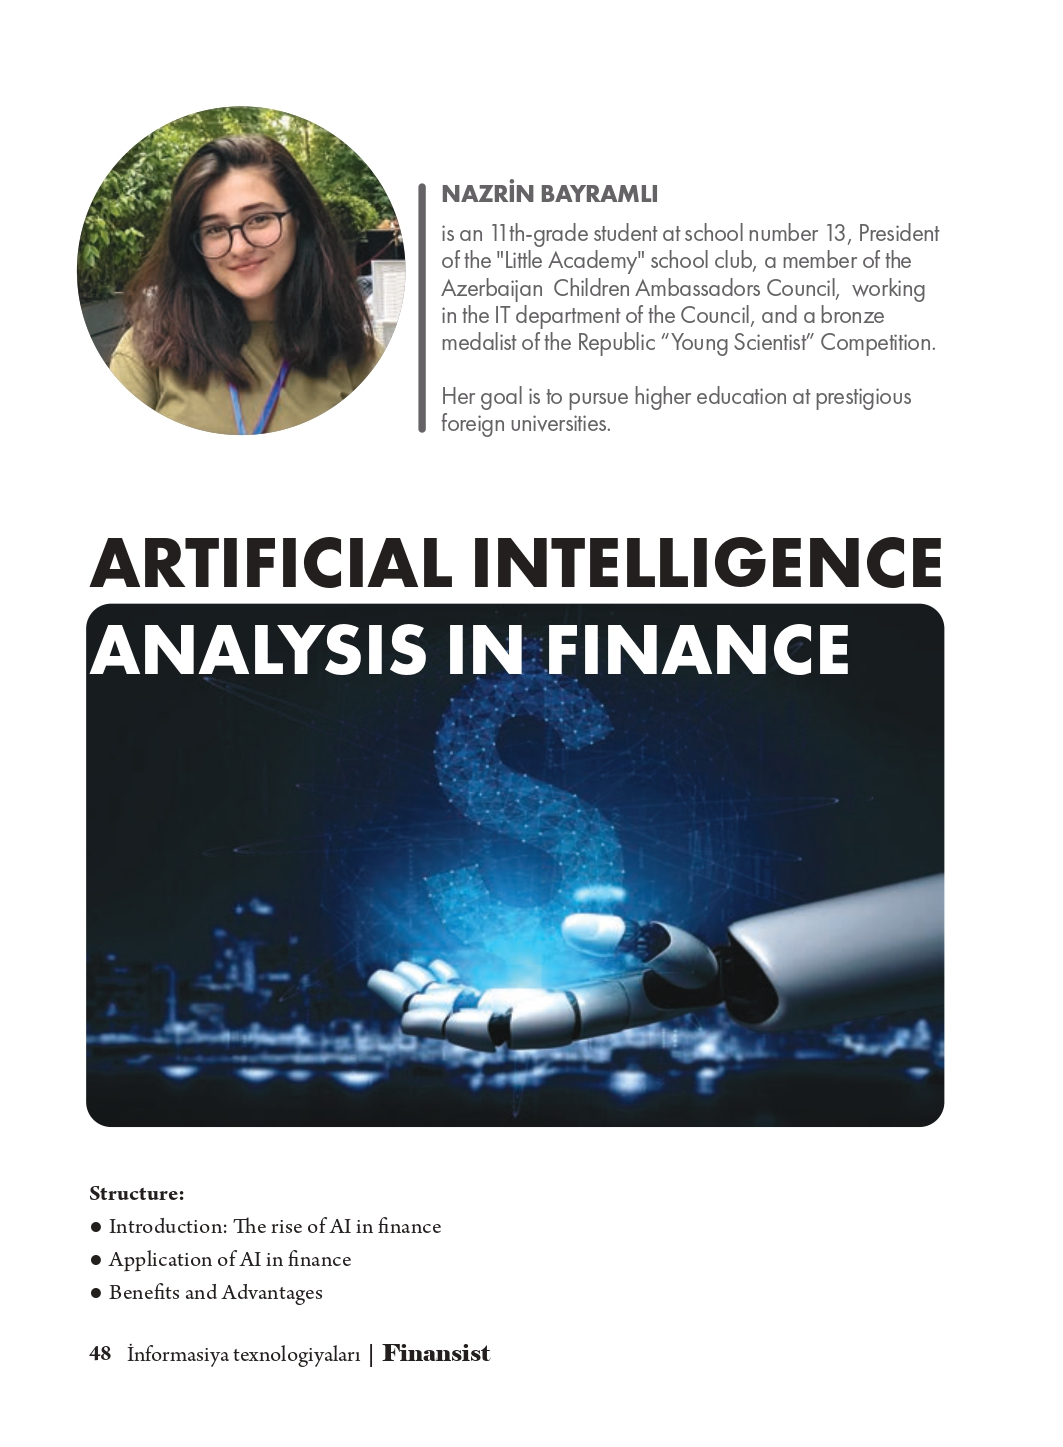 NAZRİN BAYRAMLI
is an 11th-grade student at school number 13, President
of the "Little Academy" school club, a member of the
Azerbaijan Children Ambassadors Council, working
in the IT department of the Council, and a bronze
medalist of the Republic “Young Scientist” Competition.
Her goal is to pursue higher education at prestigious
foreign universities.
ARTIFICIAL INTELLIGENCE
ANALYSIS IN FINANCE
Structure:
● Introduction: The rise of AI in finance
● Application of AI in finance
● Benefits and Advantages
48 İnformasiya texnologiyaları | Finansist